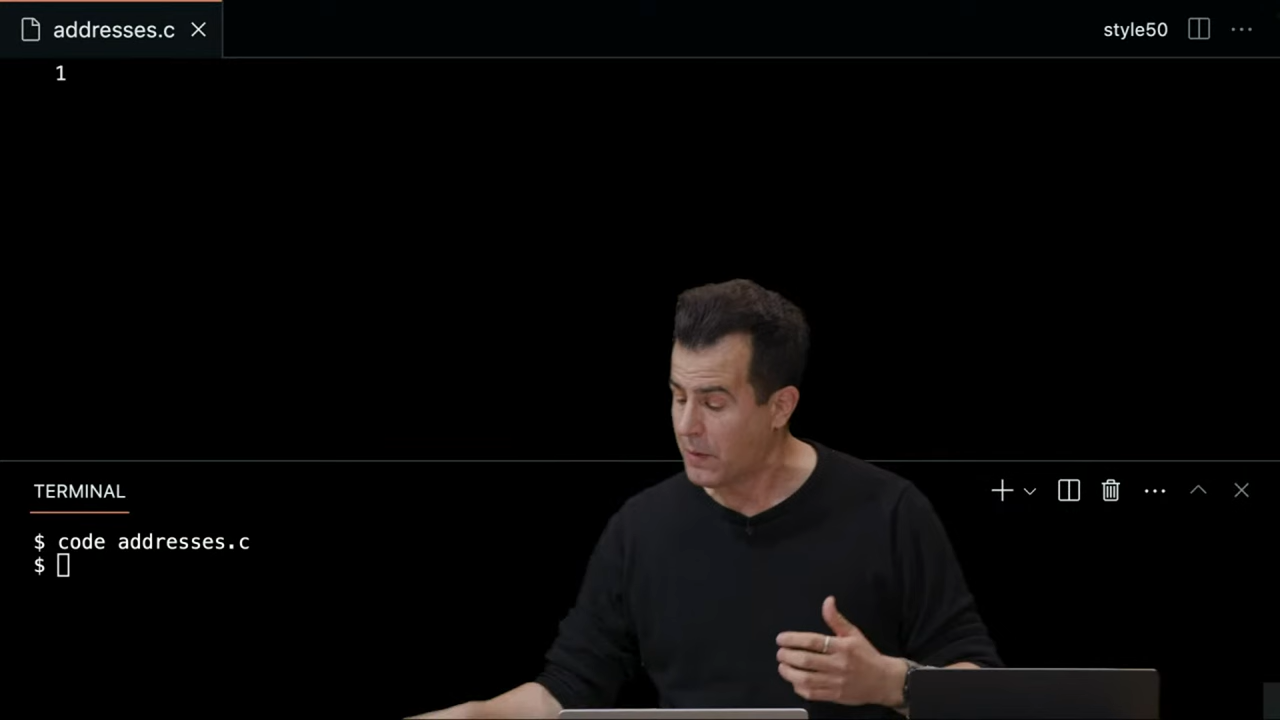 addresses.c
style50
1
TERMINAL
$ code addresses.c
$